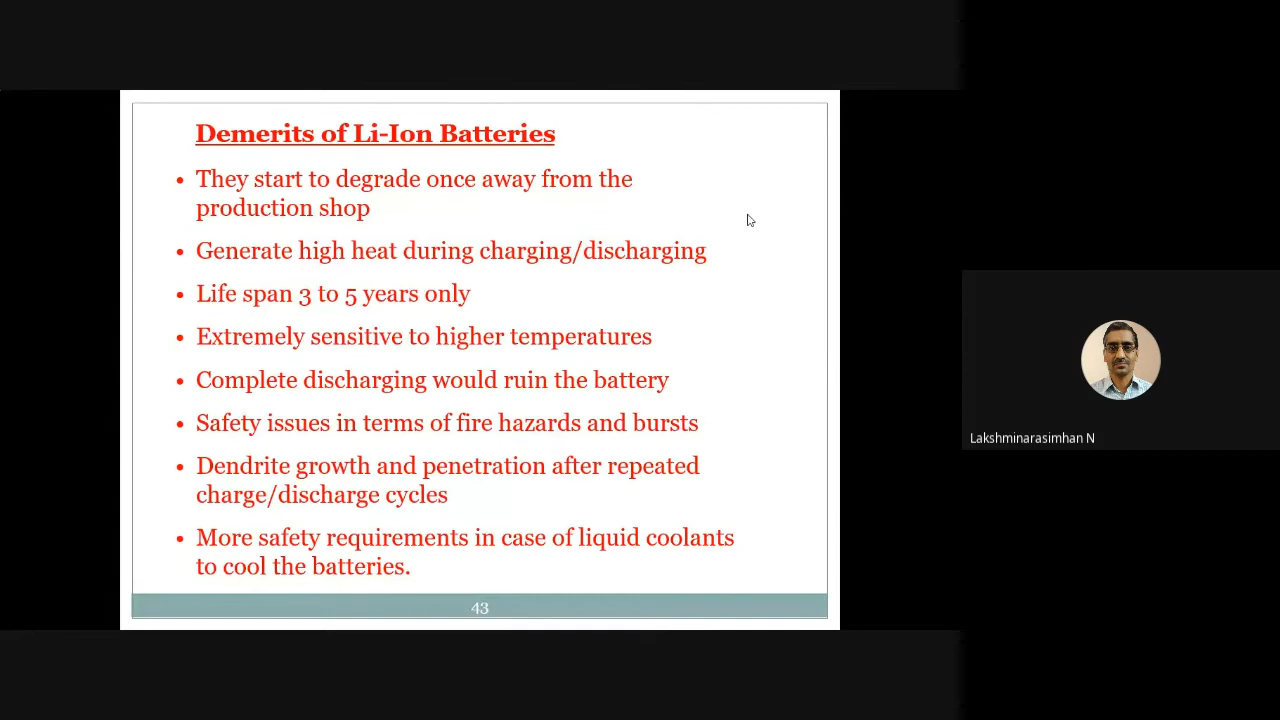 Demerits of Li-Ion Batteries
• They start to degrade once away from the
production shop
• Generate high heat during charging/discharging
• Life span 3 to 5 years only
• Extremely sensitive to higher temperatures
• Complete discharging would ruin the battery
• Safety issues in terms of fire hazards and bursts
• Dendrite growth and penetration after repeated
charge/discharge cycles
• More safety requirements in case of liquid coolants
to cool the batteries.
43
Lakshminarasimhan N